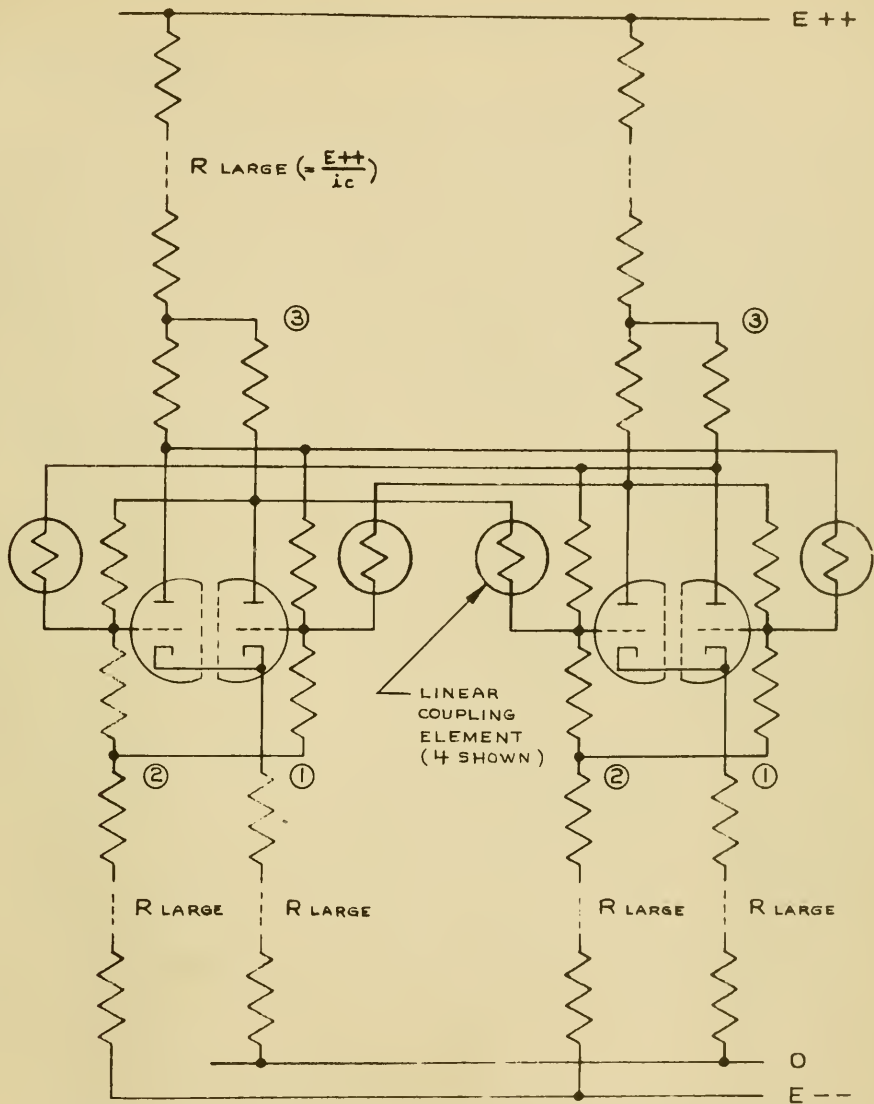 E++
R LARGE (= E++ / ic)
③ ③
LINEAR
COUPLING
ELEMENT
(4 SHOWN)
② ① ② ①
R LARGE R LARGE R LARGE R LARGE
O
E--